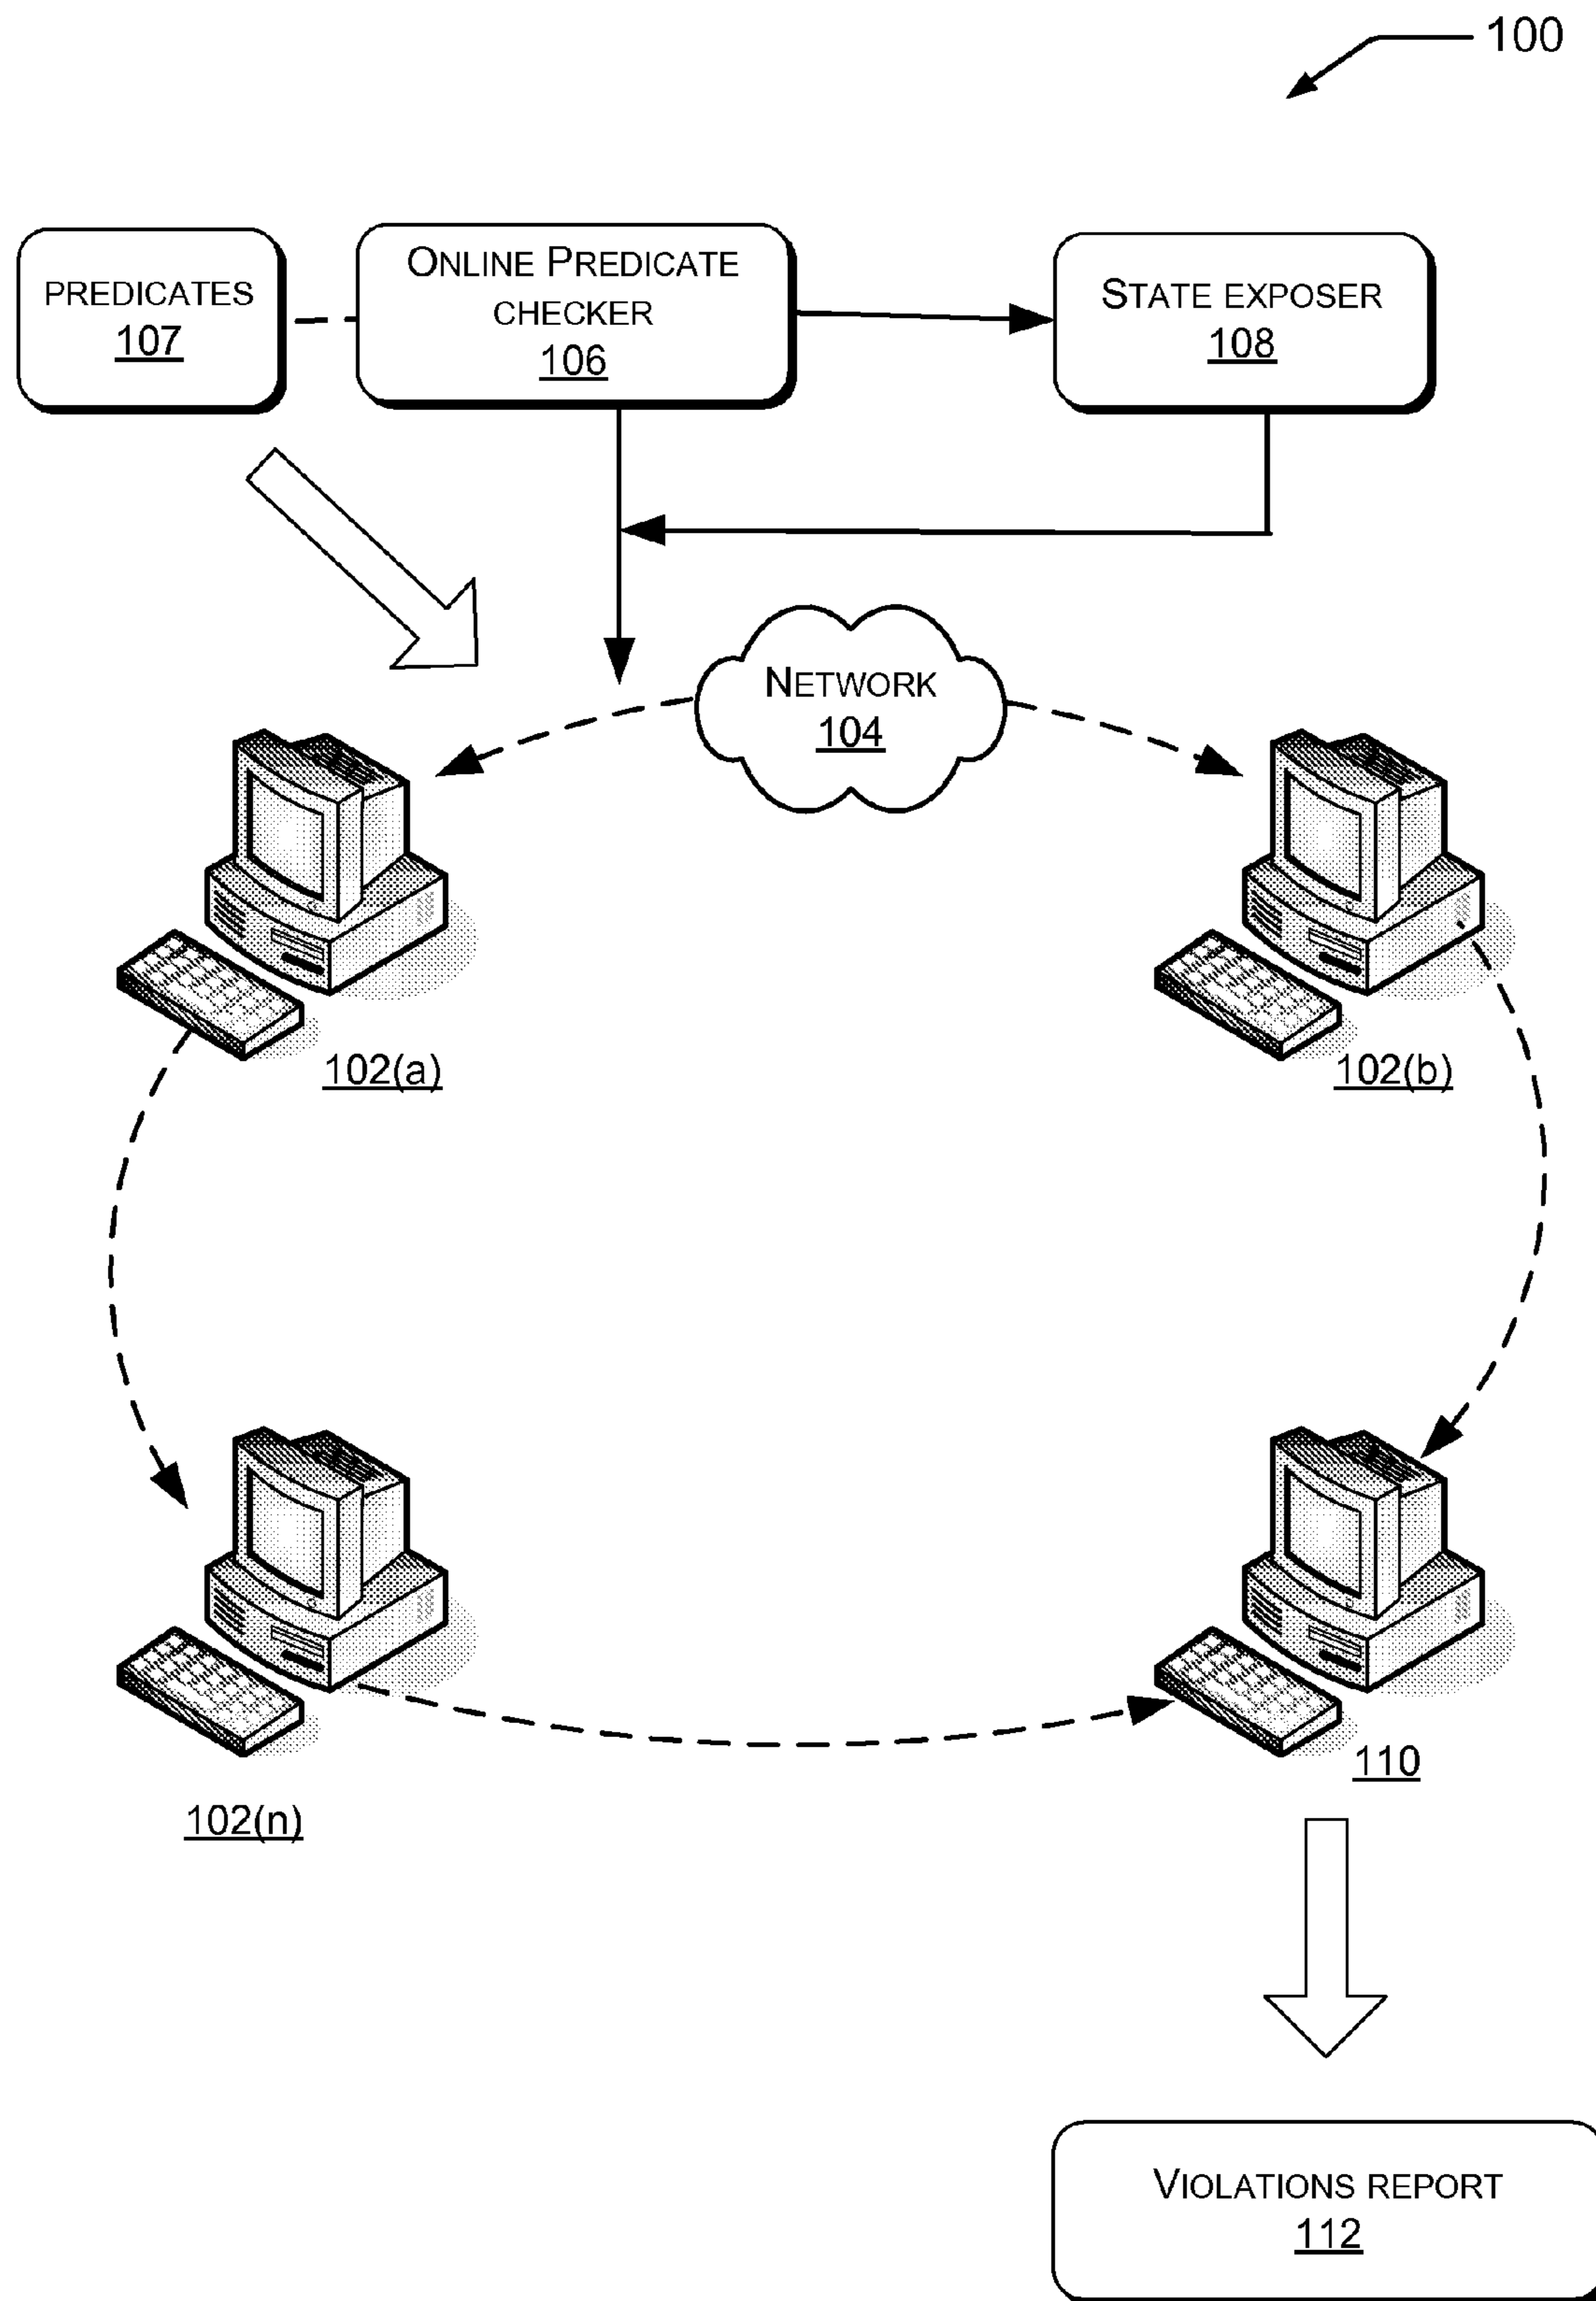 100
PREDICATES
107
ONLINE PREDICATE
CHECKER
106
STATE EXPOSER
108
NETWORK
104
102(a)
102(b)
102(n)
110
VIOLATIONS REPORT
112